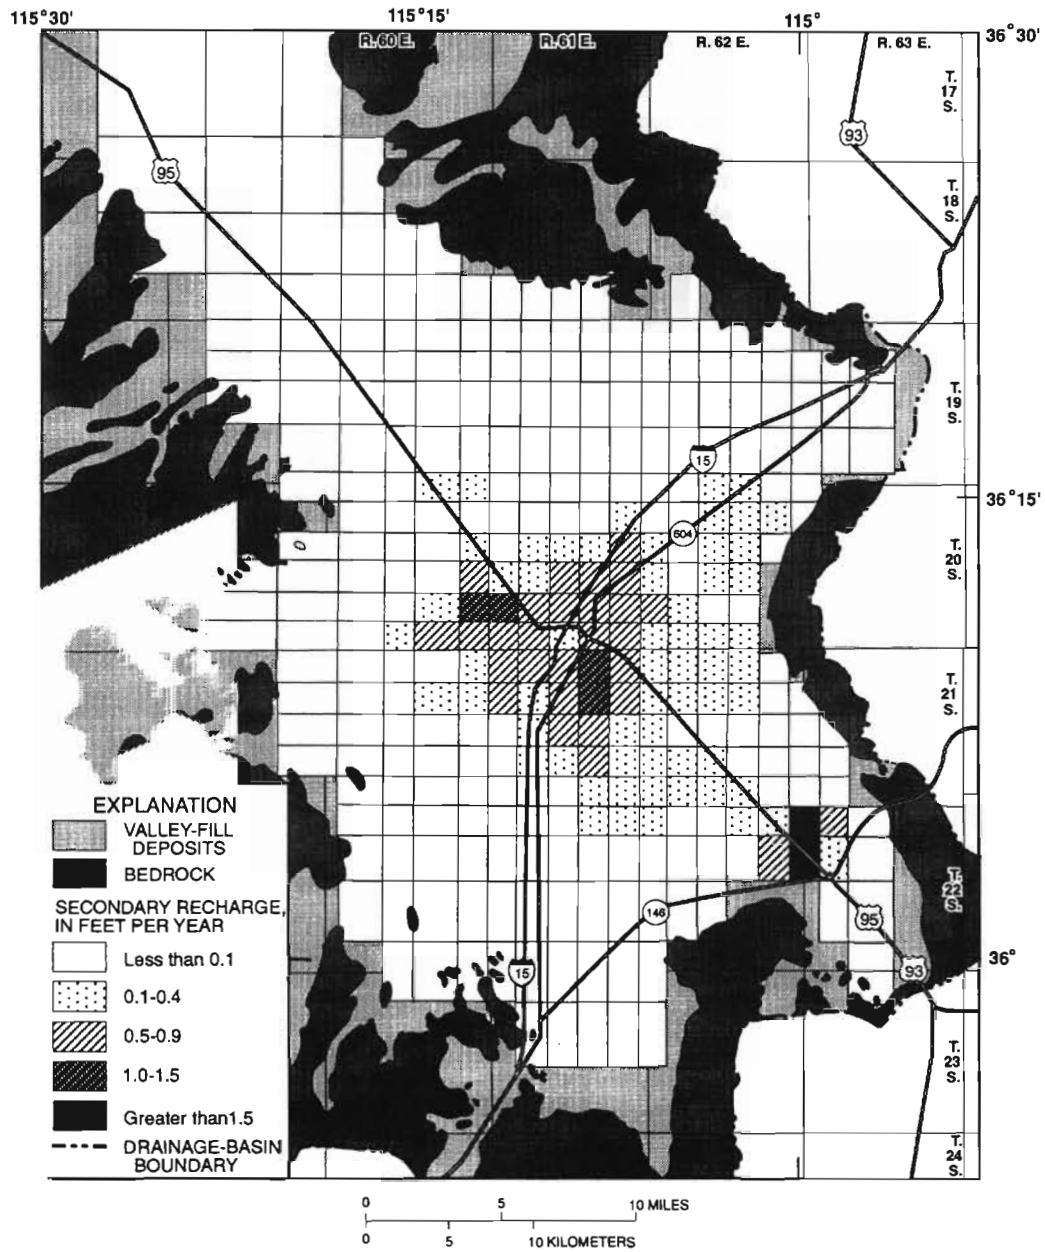 115°30'
115°15'
115°
R. 60 E.
R. 61 E.
R. 62 E.
R. 63 E.
36°30'
T.
17
S.
93
95
T.
18
S.
T.
19
S.
15
36°15'
604
T.
20
S.
T.
21
S.
EXPLANATION
VALLEY-FILL
DEPOSITS
BEDROCK
T.
22
S.
SECONDARY RECHARGE,
IN FEET PER YEAR
146
95
Less than 0.1
15
93
36°
0.1-0.4
0.5-0.9
T.
23
S.
1.0-1.5
Greater than1.5
DRAINAGE-BASIN
BOUNDARY
T.
24
S.
0 5 10 MILES
0 5 10 KILOMETERS